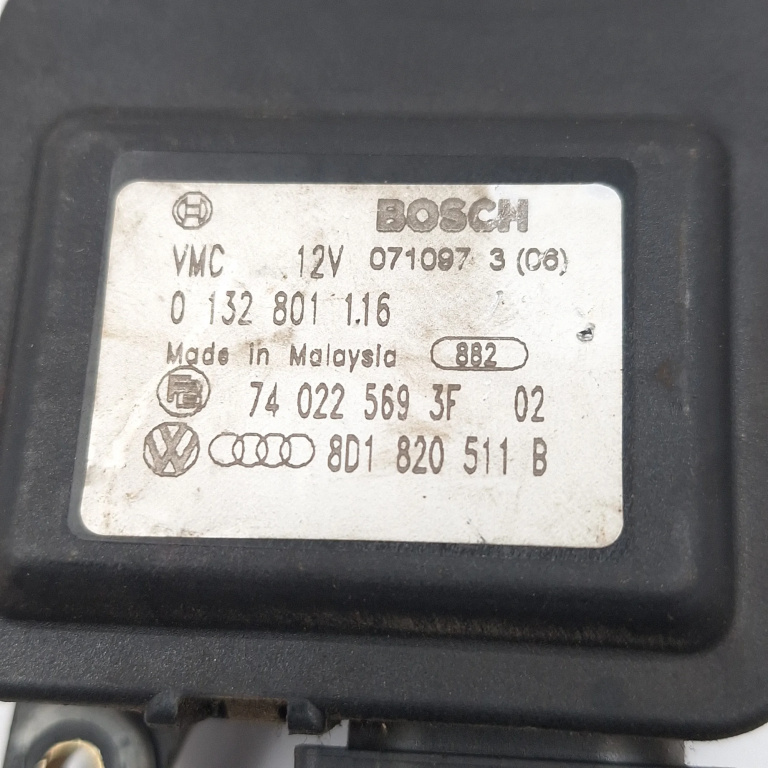 BOSCH
VMC 12V 071097 3 (06)
0 132 801 1.16
Made in Malaysia 882
74 022 569 3F 02
VW 8D1 820 511 B